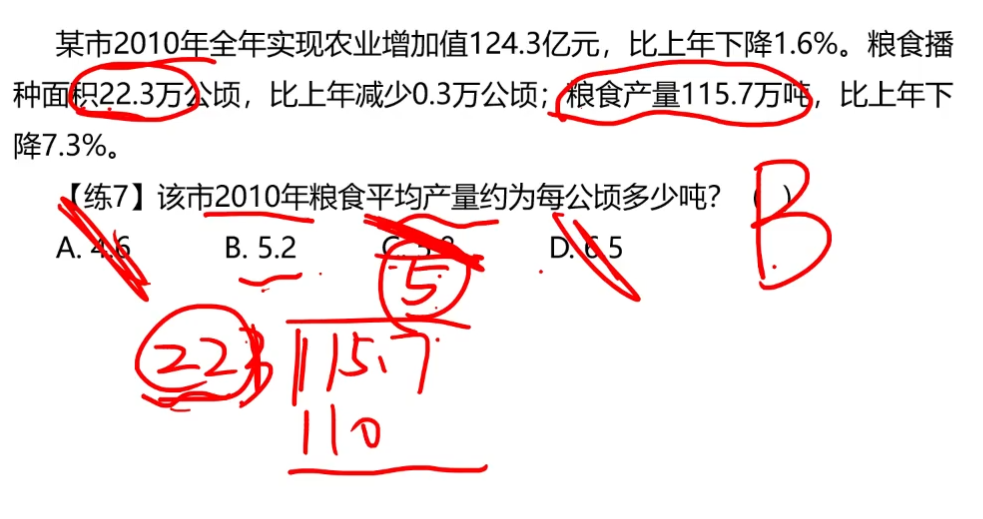 某市2010年全年实现农业增加值124.3亿元，比上年下降1.6%。粮食播
种面积22.3万公顷，比上年减少0.3万公顷；粮食产量115.7万吨，比上年下
降7.3%。
【练7】该市2010年粮食平均产量约为每公顷多少吨？（ ）B
A. 4.6 B. 5.2 C. 5.8 D. 6.5
5
22.3 115.7
110